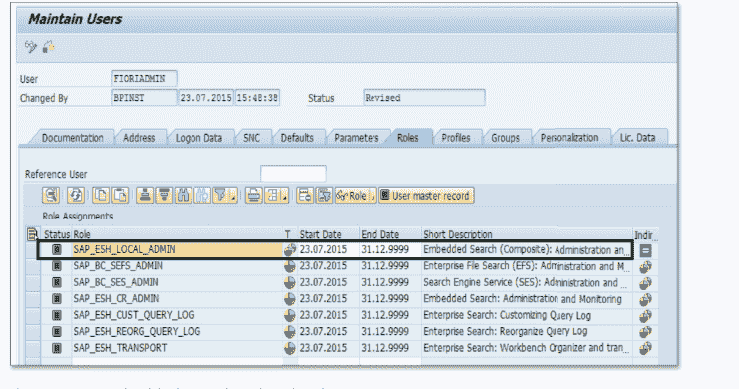 Maintain Users
User FIORIADMIN
Changed By BPINST 23.07.2015 15:48:38 Status Revised
Documentation Address Logon Data SNC Defaults Parameters Roles Profiles Groups Personalization Lic. Data
Reference User
Role User master record
Role Assignments
Status Role T Start Date End Date Short Description Indir...
SAP_ESH_LOCAL_ADMIN 23.07.2015 31.12.9999 Embedded Search (Composite): Administration an...
SAP_BC_SEFS_ADMIN 23.07.2015 31.12.9999 Enterprise File Search (EFS): Administration and M...
SAP_BC_SES_ADMIN 23.07.2015 31.12.9999 Search Engine Service (SES): Administration and ...
SAP_ESH_CR_ADMIN 23.07.2015 31.12.9999 Embedded Search: Administration and Monitoring
SAP_ESH_CUST_QUERY_LOG 23.07.2015 31.12.9999 Enterprise Search: Customizing Query Log
SAP_ESH_REORG_QUERY_LOG 23.07.2015 31.12.9999 Enterprise Search: Reorganize Query Log
SAP_ESH_TRANSPORT 23.07.2015 31.12.9999 Enterprise Search: Workbench Organizer and tran...